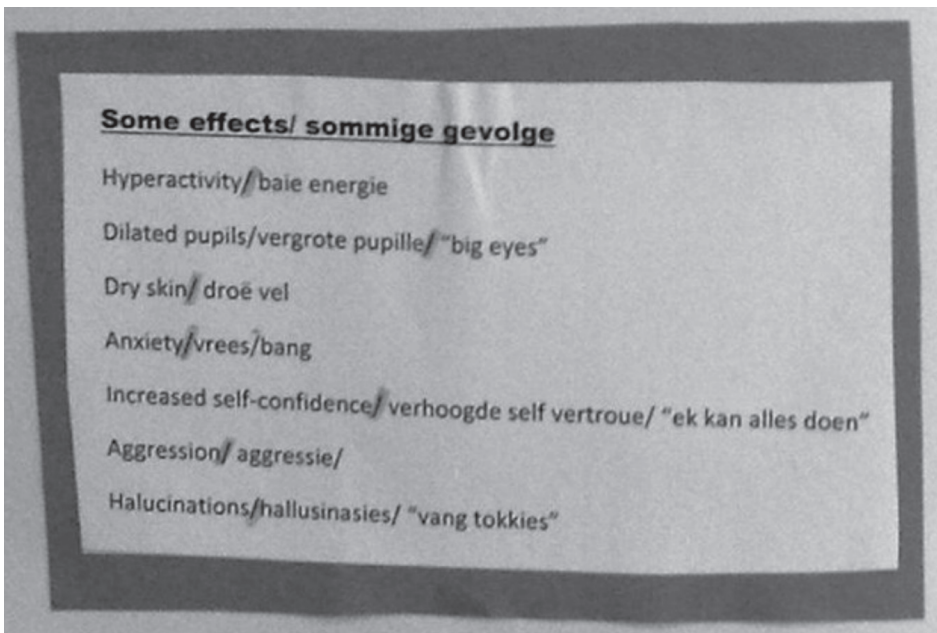 Some effects/ sommige gevolge
Hyperactivity/ baie energie
Dilated pupils/vergrote pupille/ "big eyes"
Dry skin/ droë vel
Anxiety/vrees/bang
Increased self-confidence/ verhoogde self vertroue/ "ek kan alles doen"
Aggression/ aggressie/
Halucinations/hallusinasies/ "vang tokkies"